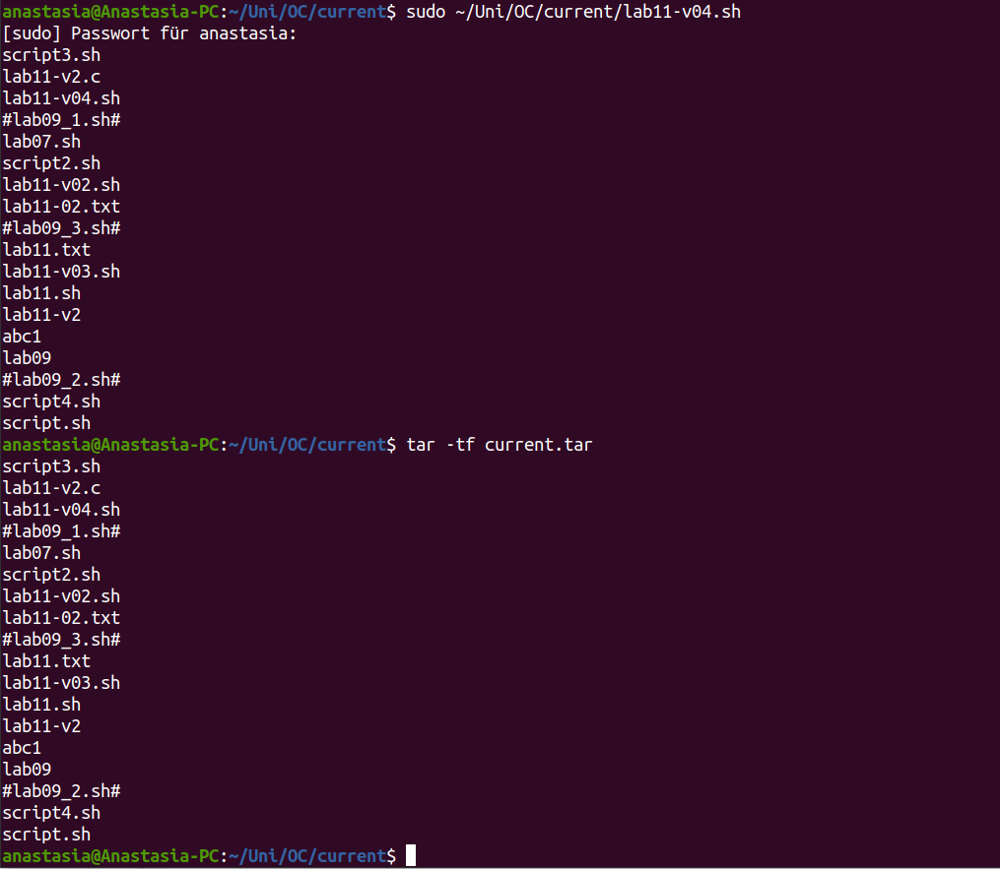 anastasia@Anastasia-PC:~/Uni/OC/current$ sudo ~/Uni/OC/current/lab11-v04.sh
[sudo] Passwort für anastasia:
script3.sh
lab11-v2.c
lab11-v04.sh
#lab09_1.sh#
lab07.sh
script2.sh
lab11-v02.sh
lab11-02.txt
#lab09_3.sh#
lab11.txt
lab11-v03.sh
lab11.sh
lab11-v2
abc1
lab09
#lab09_2.sh#
script4.sh
script.sh
anastasia@Anastasia-PC:~/Uni/OC/current$ tar -tf current.tar
script3.sh
lab11-v2.c
lab11-v04.sh
#lab09_1.sh#
lab07.sh
script2.sh
lab11-v02.sh
lab11-02.txt
#lab09_3.sh#
lab11.txt
lab11-v03.sh
lab11.sh
lab11-v2
abc1
lab09
#lab09_2.sh#
script4.sh
script.sh
anastasia@Anastasia-PC:~/Uni/OC/current$